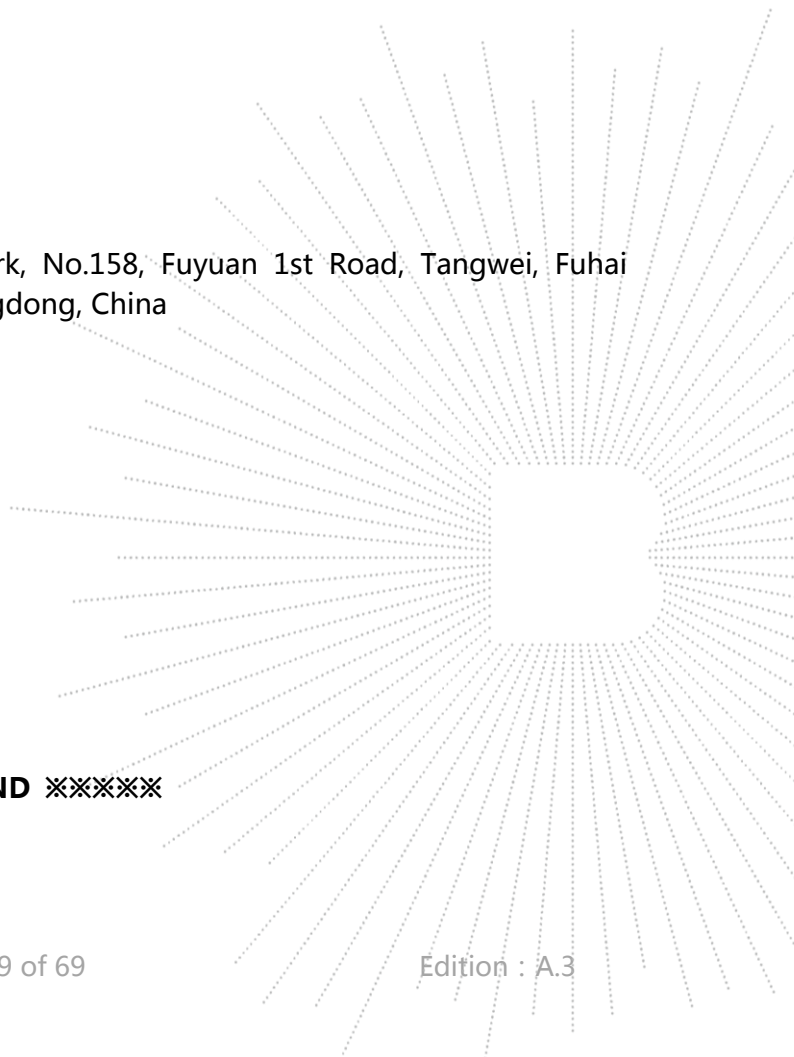 rk, No.158, Fuyuan 1st Road, Tangwei, Fuhai
gdong, China
ND ※※※※※
9 of 69
Edition：A.3